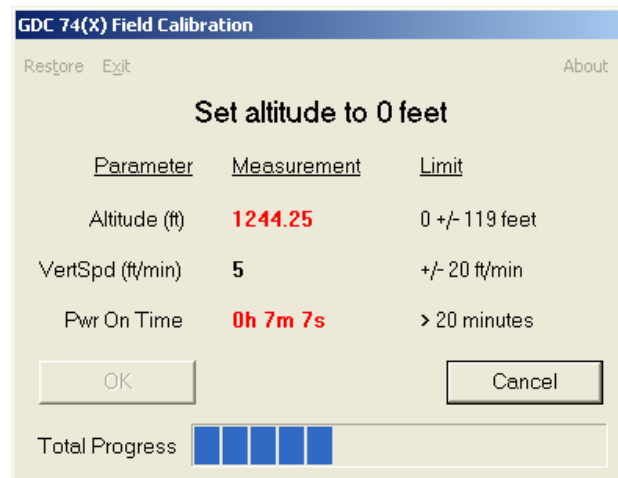 GDC 74(X) Field Calibration
Restore Exit About
Set altitude to 0 feet
Parameter Measurement Limit
Altitude (ft) 1244.25 0 +/- 119 feet
VertSpd (ft/min) 5 +/- 20 ft/min
Pwr On Time 0h 7m 7s > 20 minutes
OK Cancel
Total Progress